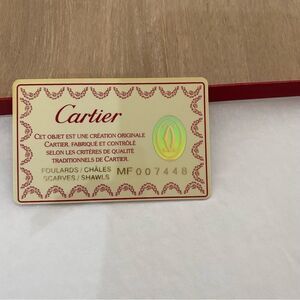 Cartier
CET OBJET EST UNE CRÉATION ORIGINALE
CARTIER, FABRIQUÉ ET CONTRÔLÉ
SELON LES CRITÈRES DE QUALITÉ
TRADITIONNELS DE CARTIER.
FOULARDS / CHÂLES MF 007448
SCARVES / SHAWLS